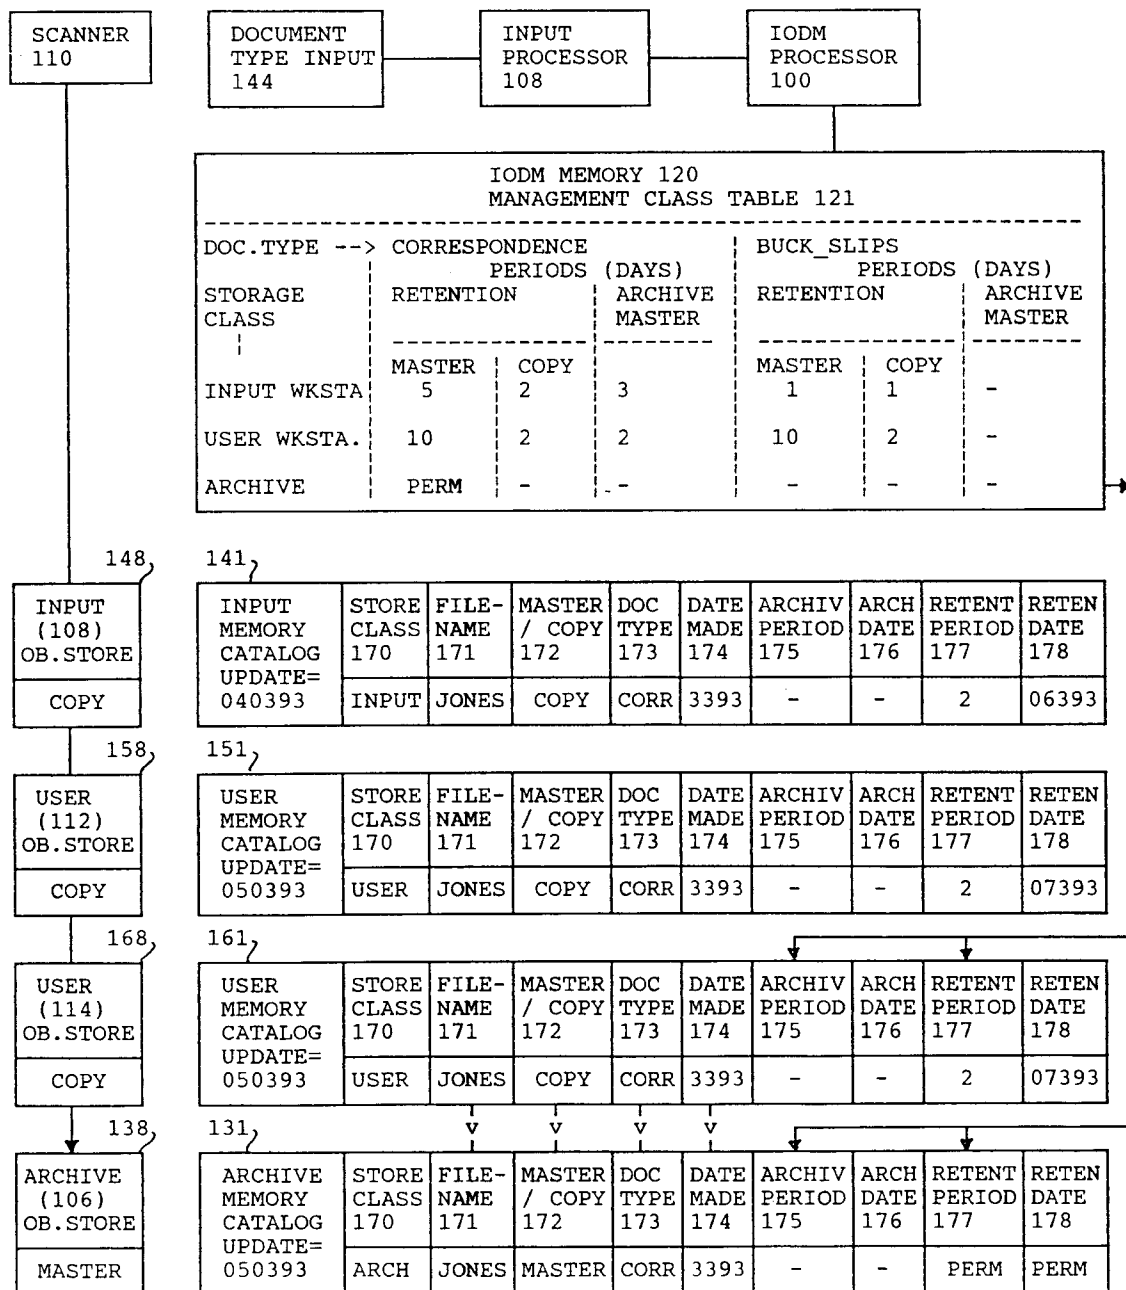 SCANNER 110
DOCUMENT TYPE INPUT 144
INPUT PROCESSOR 108
IODM PROCESSOR 100
IODM MEMORY 120
MANAGEMENT CLASS TABLE 121
DOC.TYPE --> CORRESPONDENCE BUCK_SLIPS
PERIODS (DAYS) PERIODS (DAYS)
STORAGE RETENTION ARCHIVE RETENTION ARCHIVE
CLASS MASTER MASTER
MASTER COPY MASTER COPY
INPUT WKSTA 5 2 3 1 1 -
USER WKSTA. 10 2 2 10 2 -
ARCHIVE PERM - - - - -
148 141
INPUT INPUT STORE FILE- MASTER DOC DATE ARCHIV ARCH RETENT RETEN
(108) MEMORY CLASS NAME / COPY TYPE MADE PERIOD DATE PERIOD DATE
OB.STORE CATALOG 170 171 172 173 174 175 176 177 178
UPDATE=
COPY 040393 INPUT JONES COPY CORR 3393 - - 2 06393
158 151
USER USER STORE FILE- MASTER DOC DATE ARCHIV ARCH RETENT RETEN
(112) MEMORY CLASS NAME / COPY TYPE MADE PERIOD DATE PERIOD DATE
OB.STORE CATALOG 170 171 172 173 174 175 176 177 178
UPDATE=
COPY 050393 USER JONES COPY CORR 3393 - - 2 07393
168 161
USER USER STORE FILE- MASTER DOC DATE ARCHIV ARCH RETENT RETEN
(114) MEMORY CLASS NAME / COPY TYPE MADE PERIOD DATE PERIOD DATE
OB.STORE CATALOG 170 171 172 173 174 175 176 177 178
UPDATE=
COPY 050393 USER JONES COPY CORR 3393 - - 2 07393
138 131
ARCHIVE ARCHIVE STORE FILE- MASTER DOC DATE ARCHIV ARCH RETENT RETEN
(106) MEMORY CLASS NAME / COPY TYPE MADE PERIOD DATE PERIOD DATE
OB.STORE CATALOG 170 171 172 173 174 175 176 177 178
UPDATE=
MASTER 050393 ARCH JONES MASTER CORR 3393 - - PERM PERM